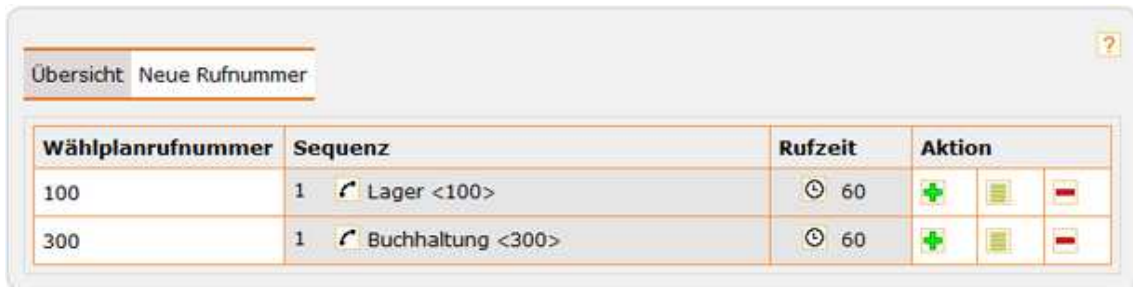 ?
Übersicht Neue Rufnummer
Wählplanrufnummer Sequenz Rufzeit Aktion
100 1 Lager <100> 60
300 1 Buchhaltung <300> 60